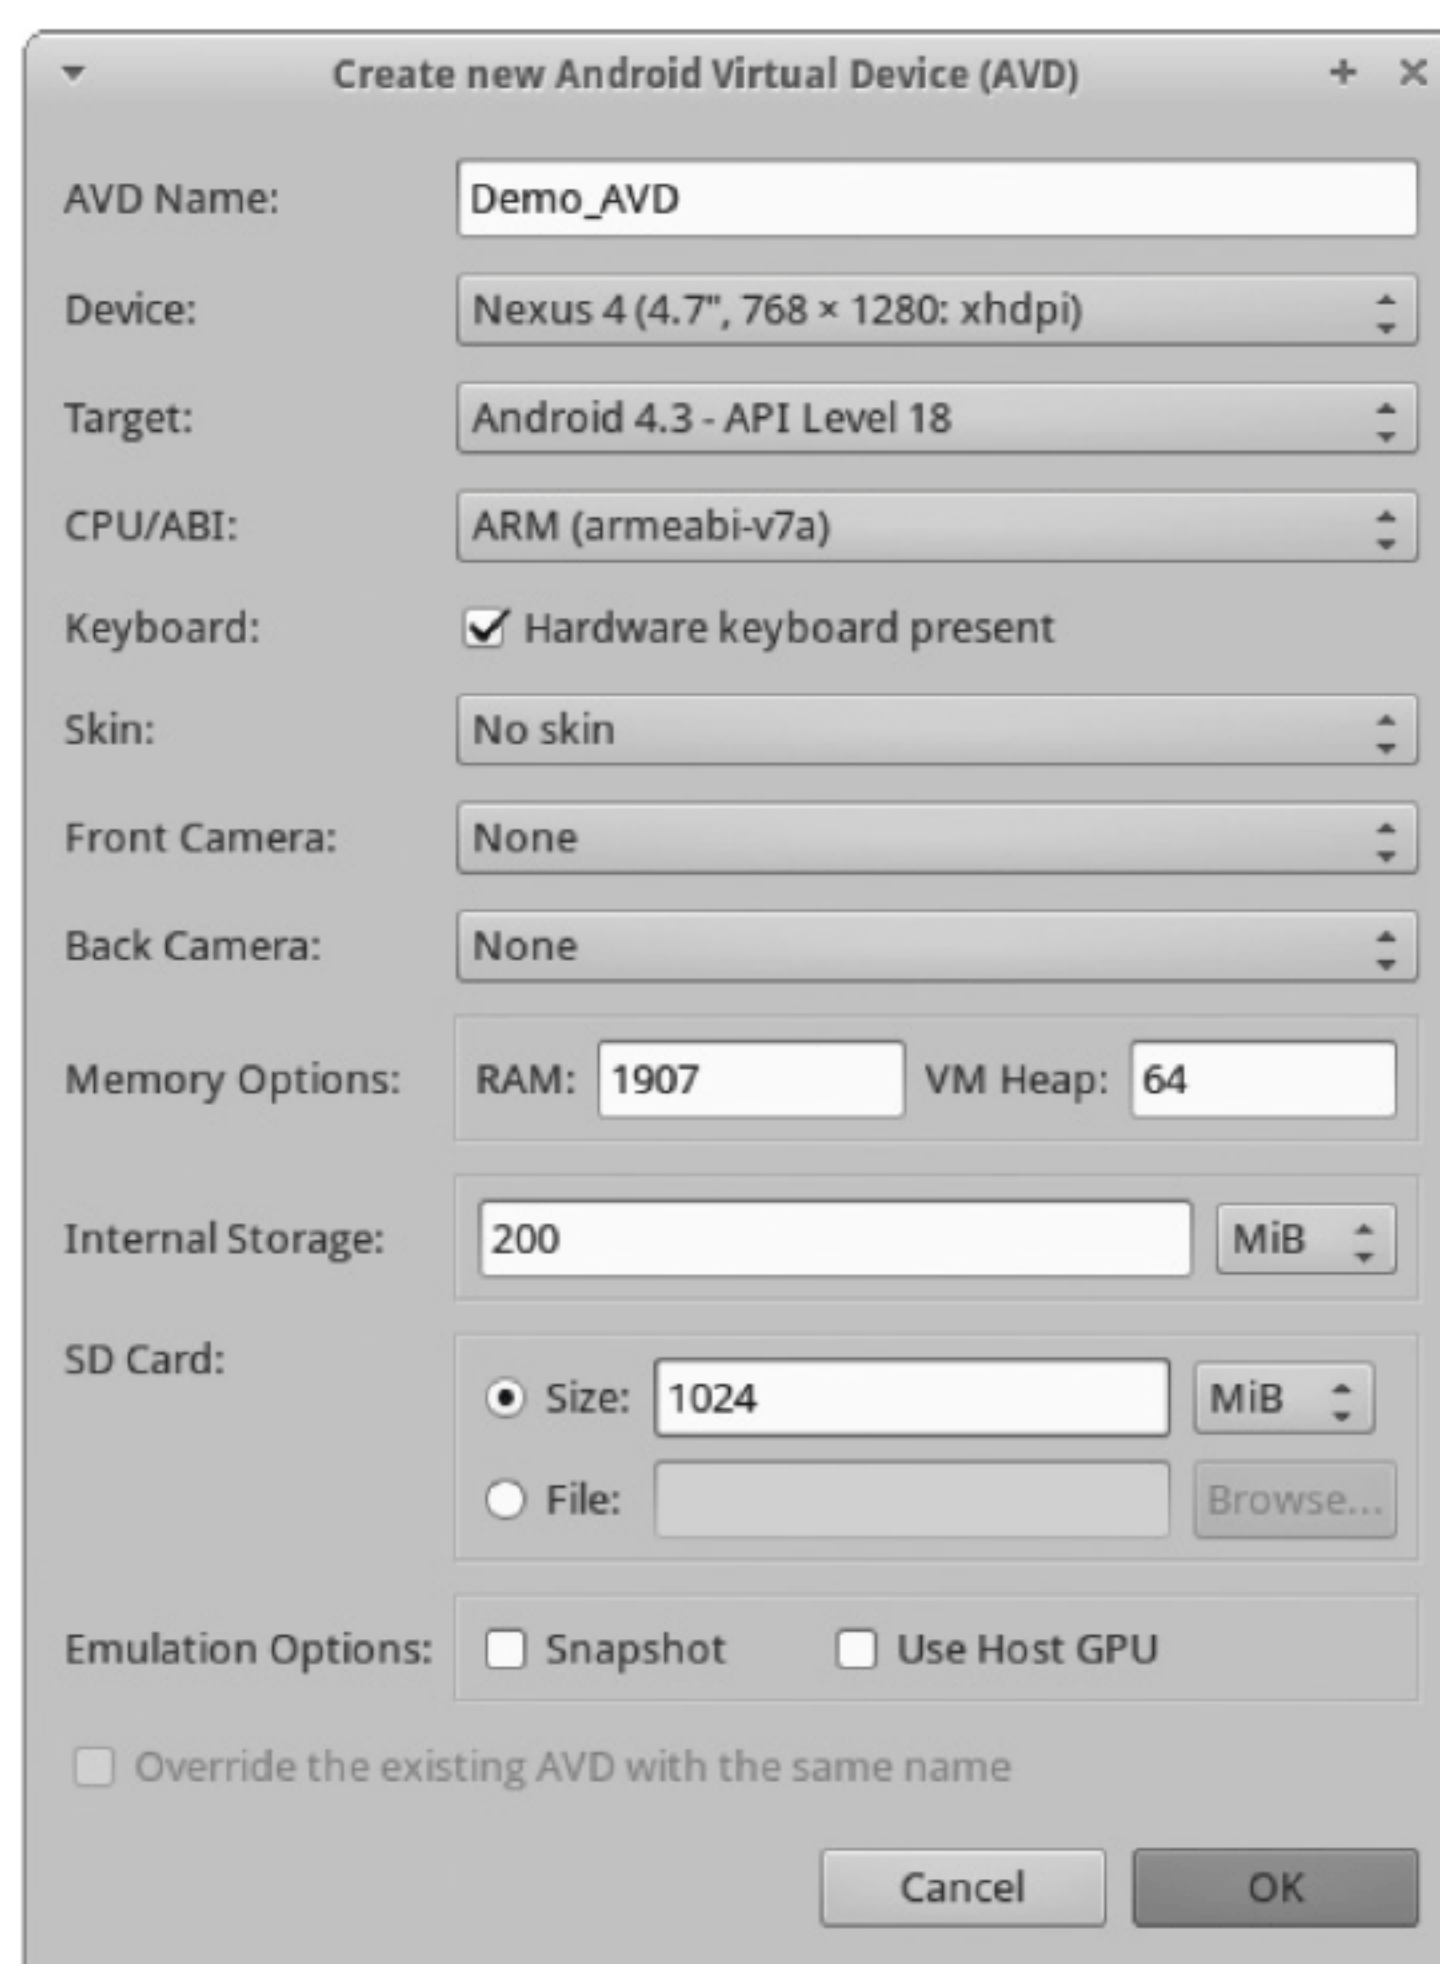 Create new Android Virtual Device (AVD)
AVD Name: Demo_AVD
Device: Nexus 4 (4.7", 768 × 1280: xhdpi)
Target: Android 4.3 - API Level 18
CPU/ABI: ARM (armeabi-v7a)
Keyboard: Hardware keyboard present
Skin: No skin
Front Camera: None
Back Camera: None
Memory Options: RAM: 1907 VM Heap: 64
Internal Storage: 200 MiB
SD Card:
Size: 1024 MiB
File: Browse...
Emulation Options: Snapshot Use Host GPU
Override the existing AVD with the same name
Cancel OK